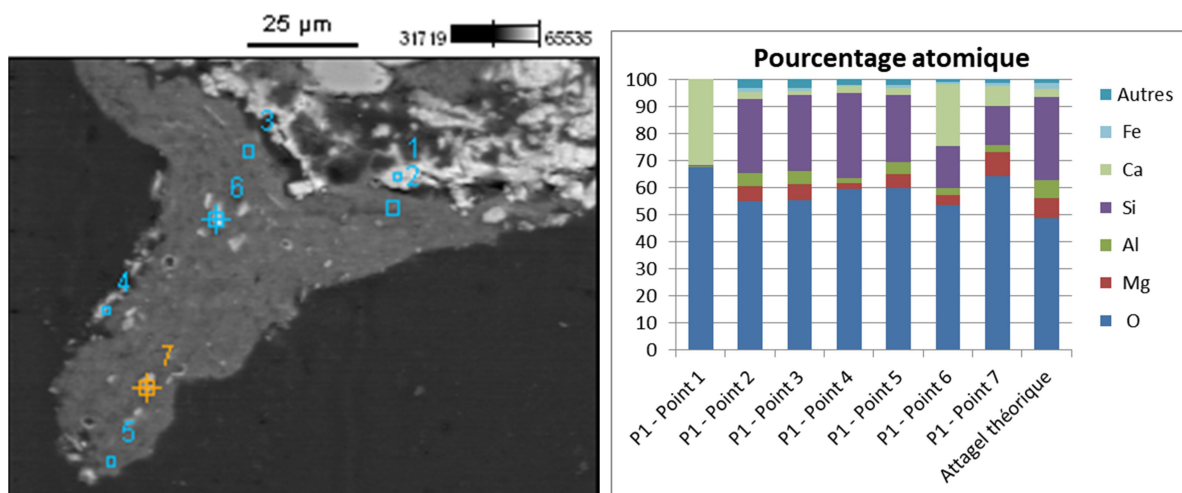 25 µm
31719 65535
3
1
2
6
4
7
5
Pourcentage atomique
100
90
80
70
60
50
40
30
20
10
0
P1 - Point 1
P1 - Point 2
P1 - Point 3
P1 - Point 4
P1 - Point 5
P1 - Point 6
P1 - Point 7
Attagel théorique
Autres
Fe
Ca
Si
Al
Mg
O